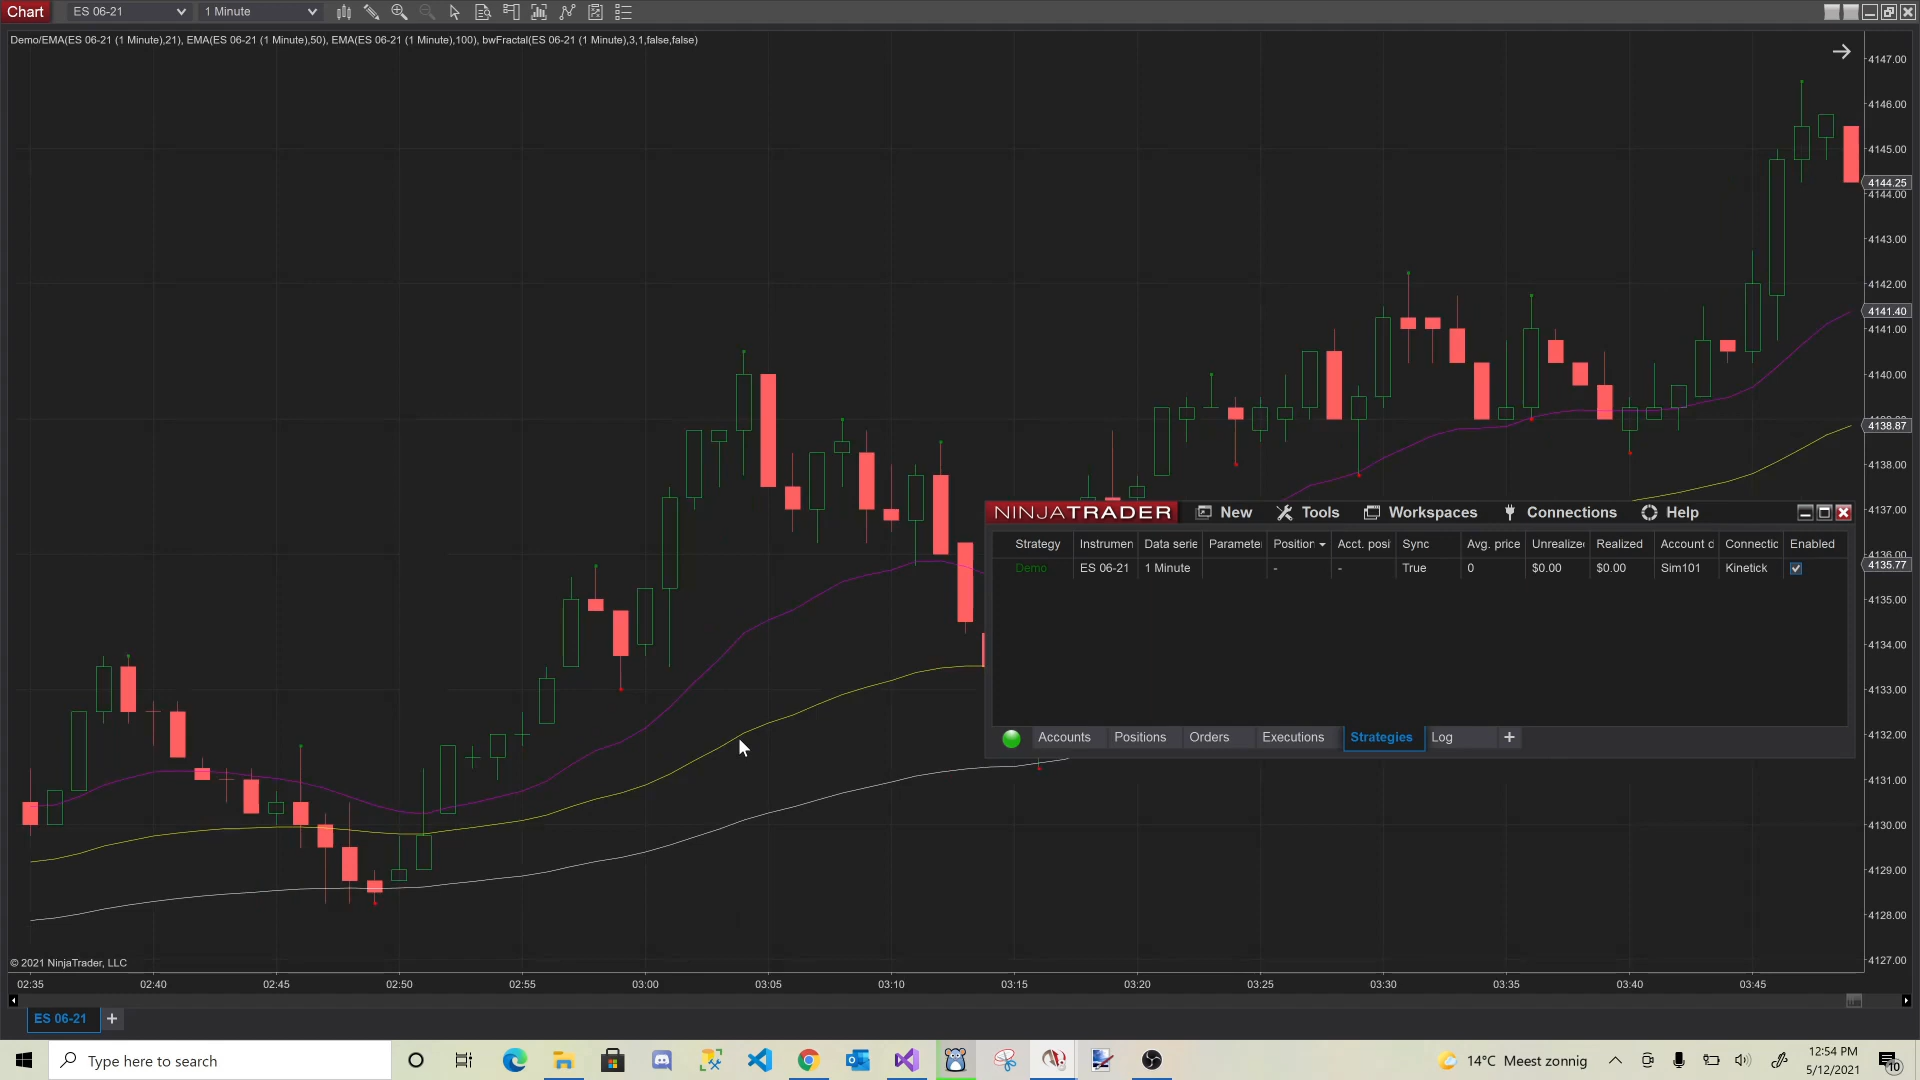 Chart ES 06-21 1 Minute
Demo/EMA(ES 06-21 (1 Minute),21), EMA(ES 06-21 (1 Minute),50), EMA(ES 06-21 (1 Minute),100), bwFractal(ES 06-21 (1 Minute),3,1,false,false)
4147.00
4146.00
4145.00
4144.25
4144.00
4143.00
4142.00
4141.40
4141.00
4140.00
4138.87
4138.00
4137.00
4136.00
4135.77
4135.00
4134.00
4133.00
4132.00
4131.00
4130.00
4129.00
4128.00
4127.00
NINJATRADER New Tools Workspaces Connections Help
Strategy Instrumen Data serie Paramete Position Acct. posi Sync Avg. price Unrealize Realized Account d Connectic Enabled
Demo ES 06-21 1 Minute - - True 0 $0.00 $0.00 Sim101 Kinetick
Accounts Positions Orders Executions Strategies Log +
© 2021 NinjaTrader, LLC
02:35 02:40 02:45 02:50 02:55 03:00 03:05 03:10 03:15 03:20 03:25 03:30 03:35 03:40 03:45
ES 06-21 +
Type here to search
14°C Meest zonnig
12:54 PM
5/12/2021
10